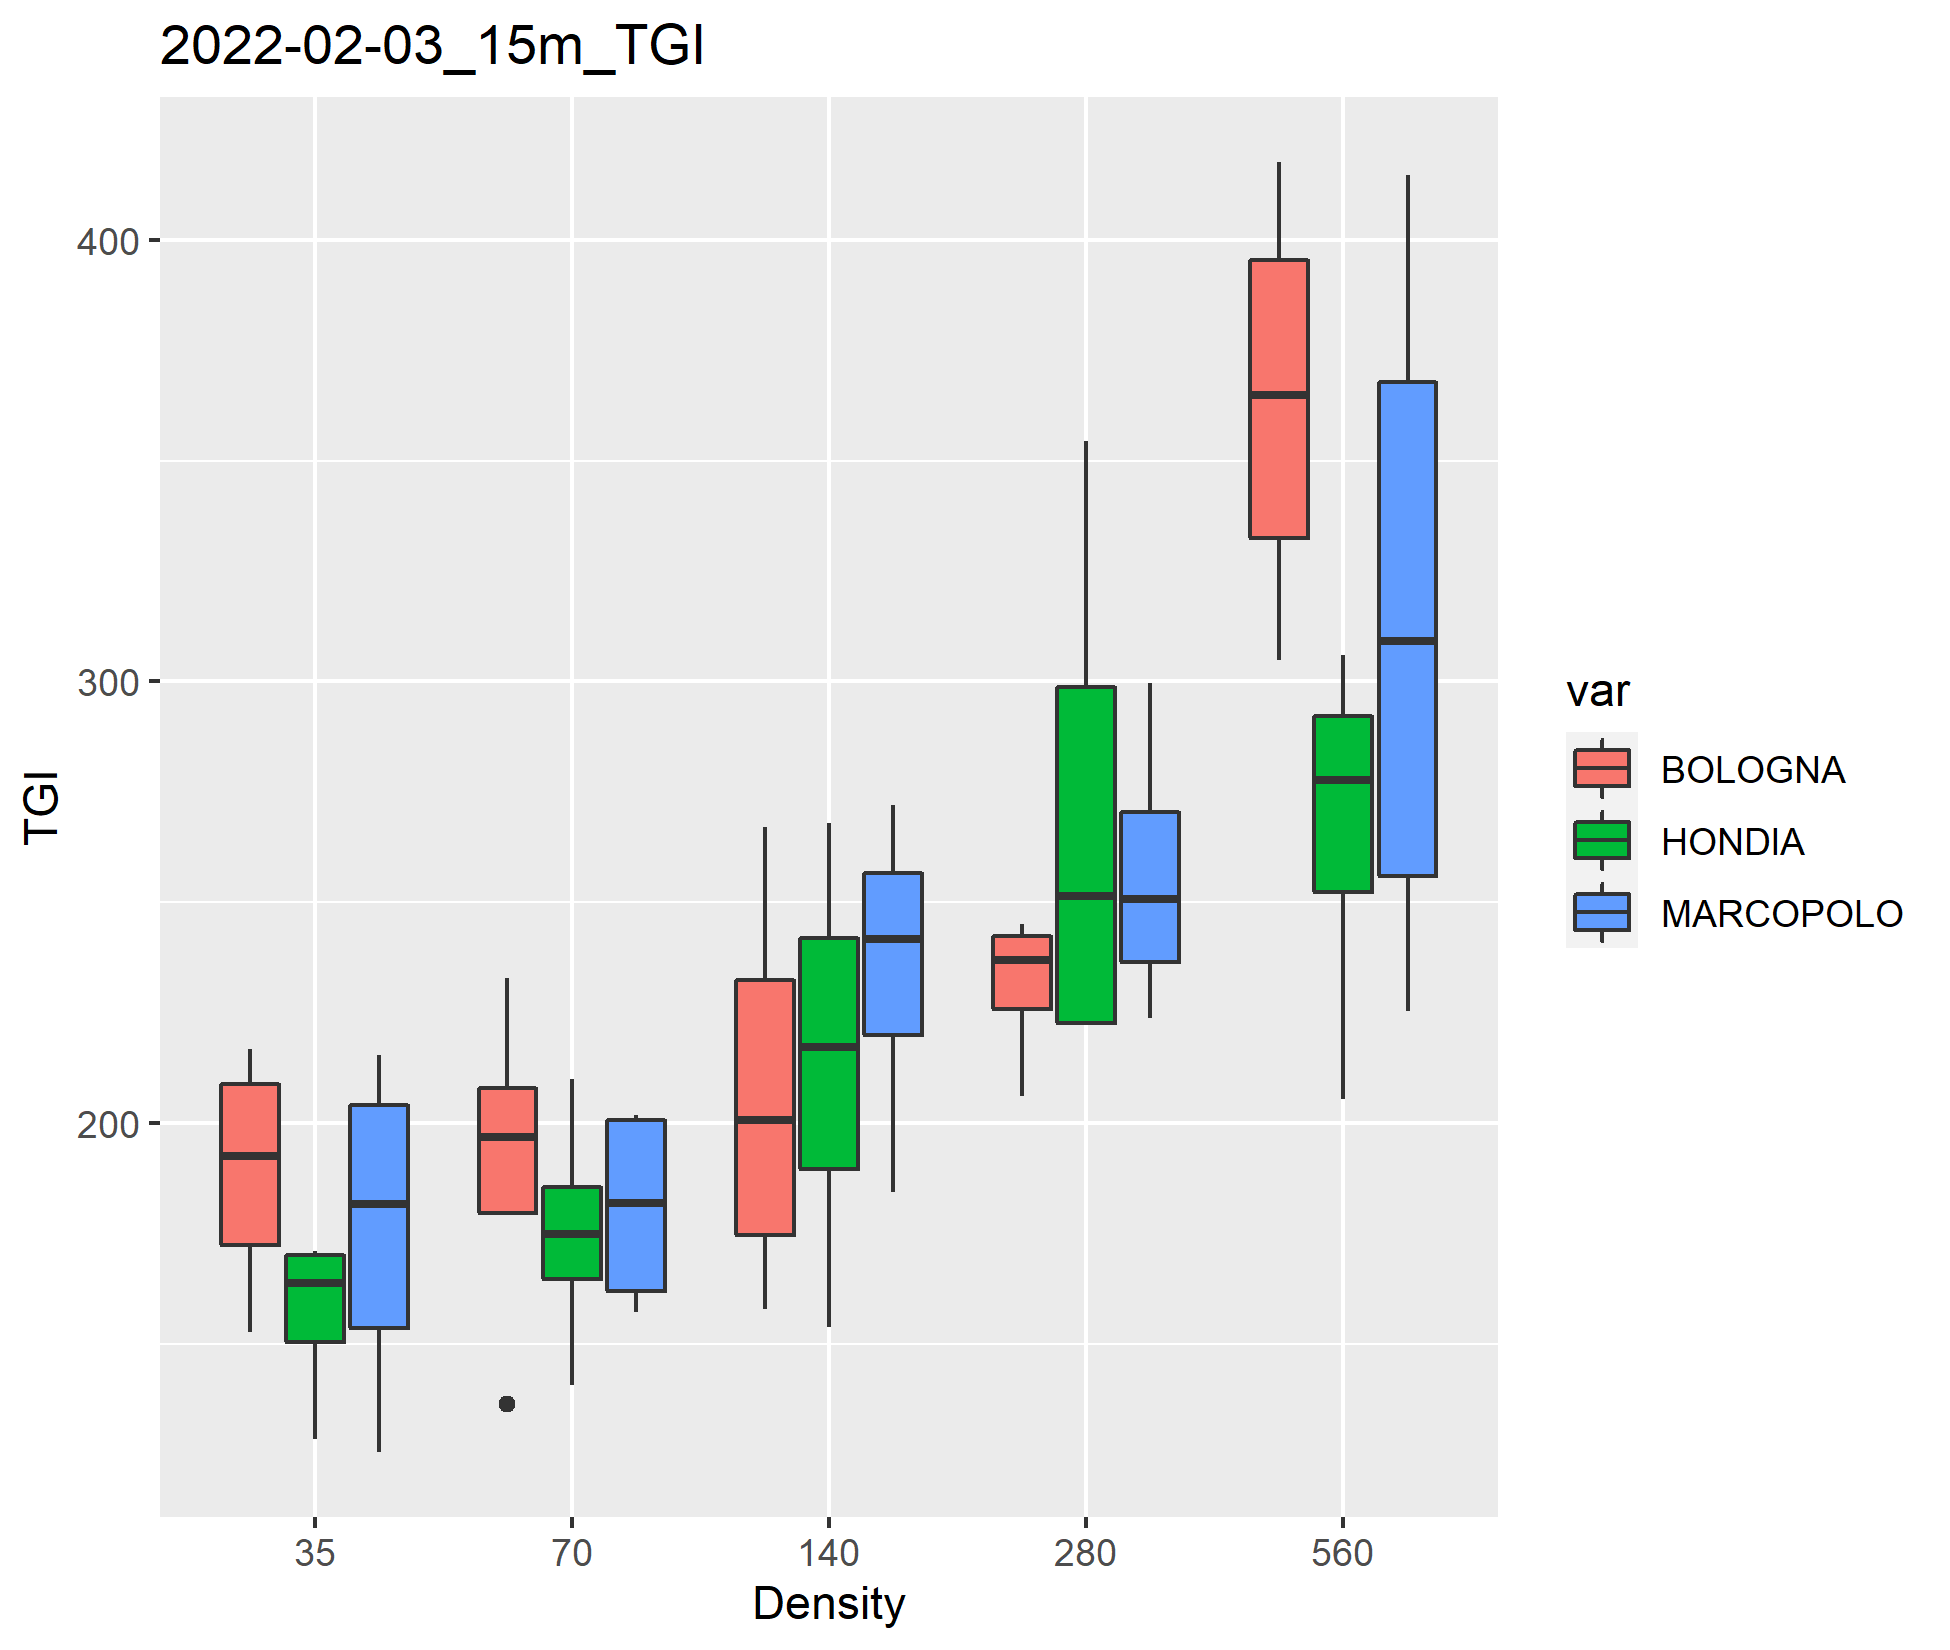 2022-02-03_15m_TGI
400
300
200
TGI
35 70 140 280 560
Density
var
BOLOGNA
HONDIA
MARCOPOLO